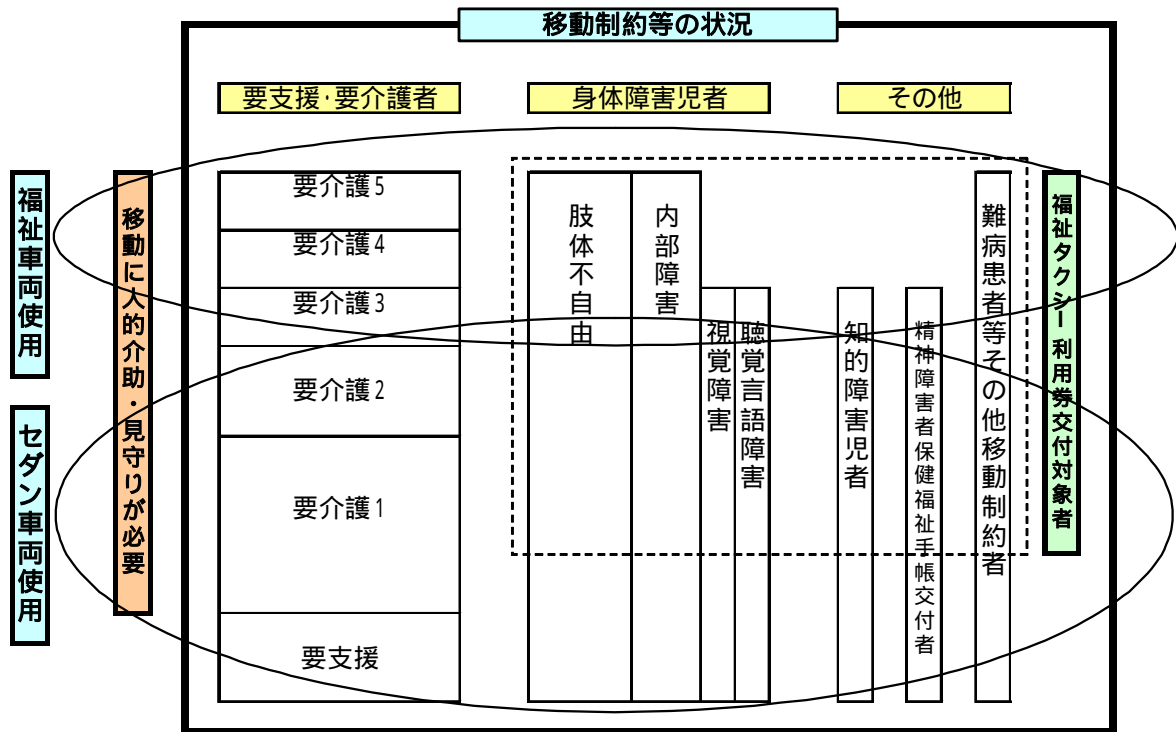 移動制約等の状況
要支援・要介護者
身体障害児者
その他
福祉車両使用
セダン車両使用
移動に人的介助・見守りが必要
要介護5
要介護4
要介護3
要介護2
要介護1
要支援
肢体不自由
内部障害
視覚障害
聴覚言語障害
知的障害児者
精神障害者保健福祉手帳交付者
難病患者等その他移動制約者
福祉タクシー利用券交付対象者